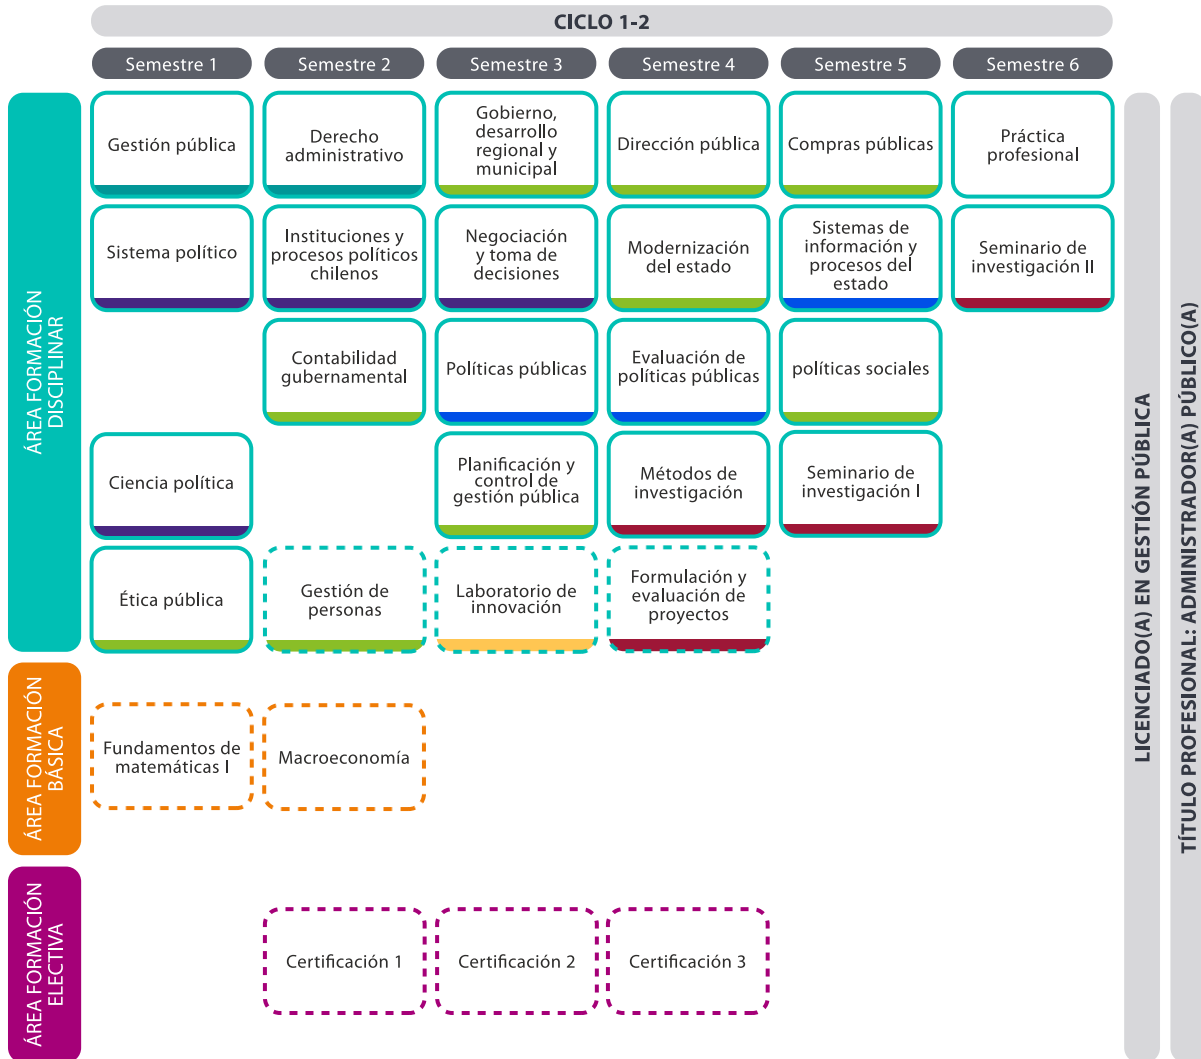 CICLO 1-2
Semestre 1
Semestre 2
Semestre 3
Semestre 4
Semestre 5
Semestre 6
ÁREA FORMACIÓN
DISCIPLINAR
Gestión pública
Derecho
administrativo
Gobierno,
desarrollo
regional y
municipal
Dirección pública
Compras públicas
Práctica
profesional
Sistema político
Instituciones y
procesos políticos
chilenos
Negociación
y toma de
decisiones
Modernización
del estado
Sistemas de
información y
procesos del
estado
Seminario de
investigación II
Contabilidad
gubernamental
Políticas públicas
Evaluación de
políticas públicas
políticas sociales
Ciencia política
Planificación y
control de
gestión pública
Métodos de
investigación
Seminario de
investigación I
Ética pública
Gestión de
personas
Laboratorio de
innovación
Formulación y
evaluación de
proyectos
ÁREA FORMACIÓN
BÁSICA
Fundamentos de
matemáticas I
Macroeconomía
ÁREA FORMACIÓN
ELECTIVA
Certificación 1
Certificación 2
Certificación 3
LICENCIADO(A) EN GESTIÓN PÚBLICA
TÍTULO PROFESIONAL: ADMINISTRADOR(A) PÚBLICO(A)